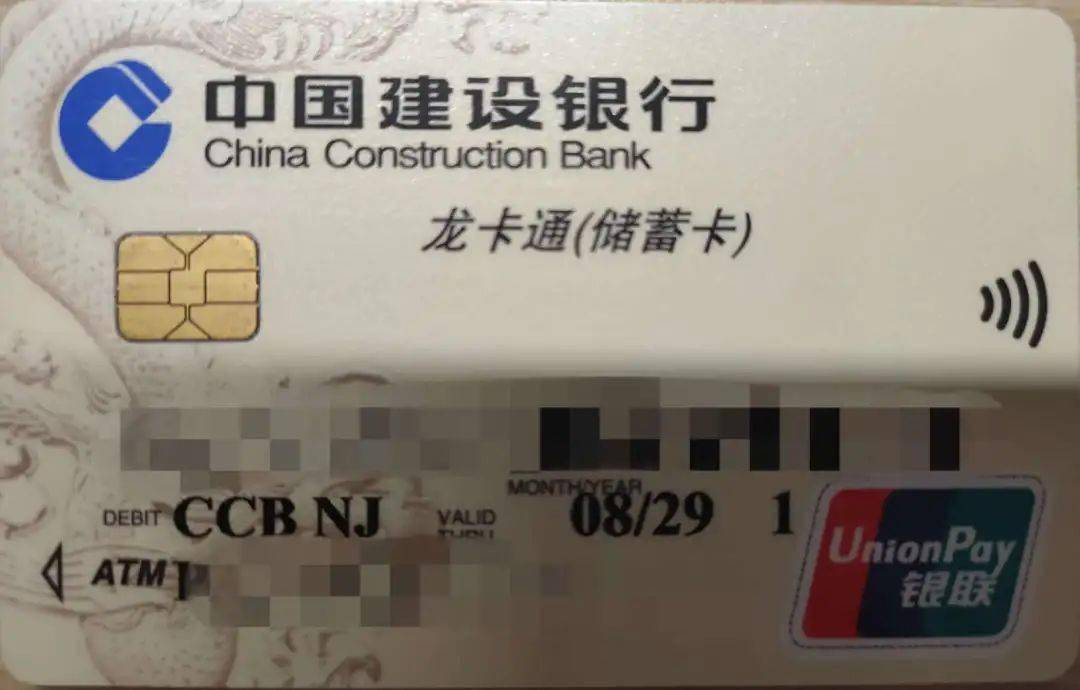 中国建设银行
China Construction Bank
龙卡通(储蓄卡)
MONTH/YEAR
DEBIT CCB NJ VALID THRU 08/29 1
ATM
UnionPay
银联